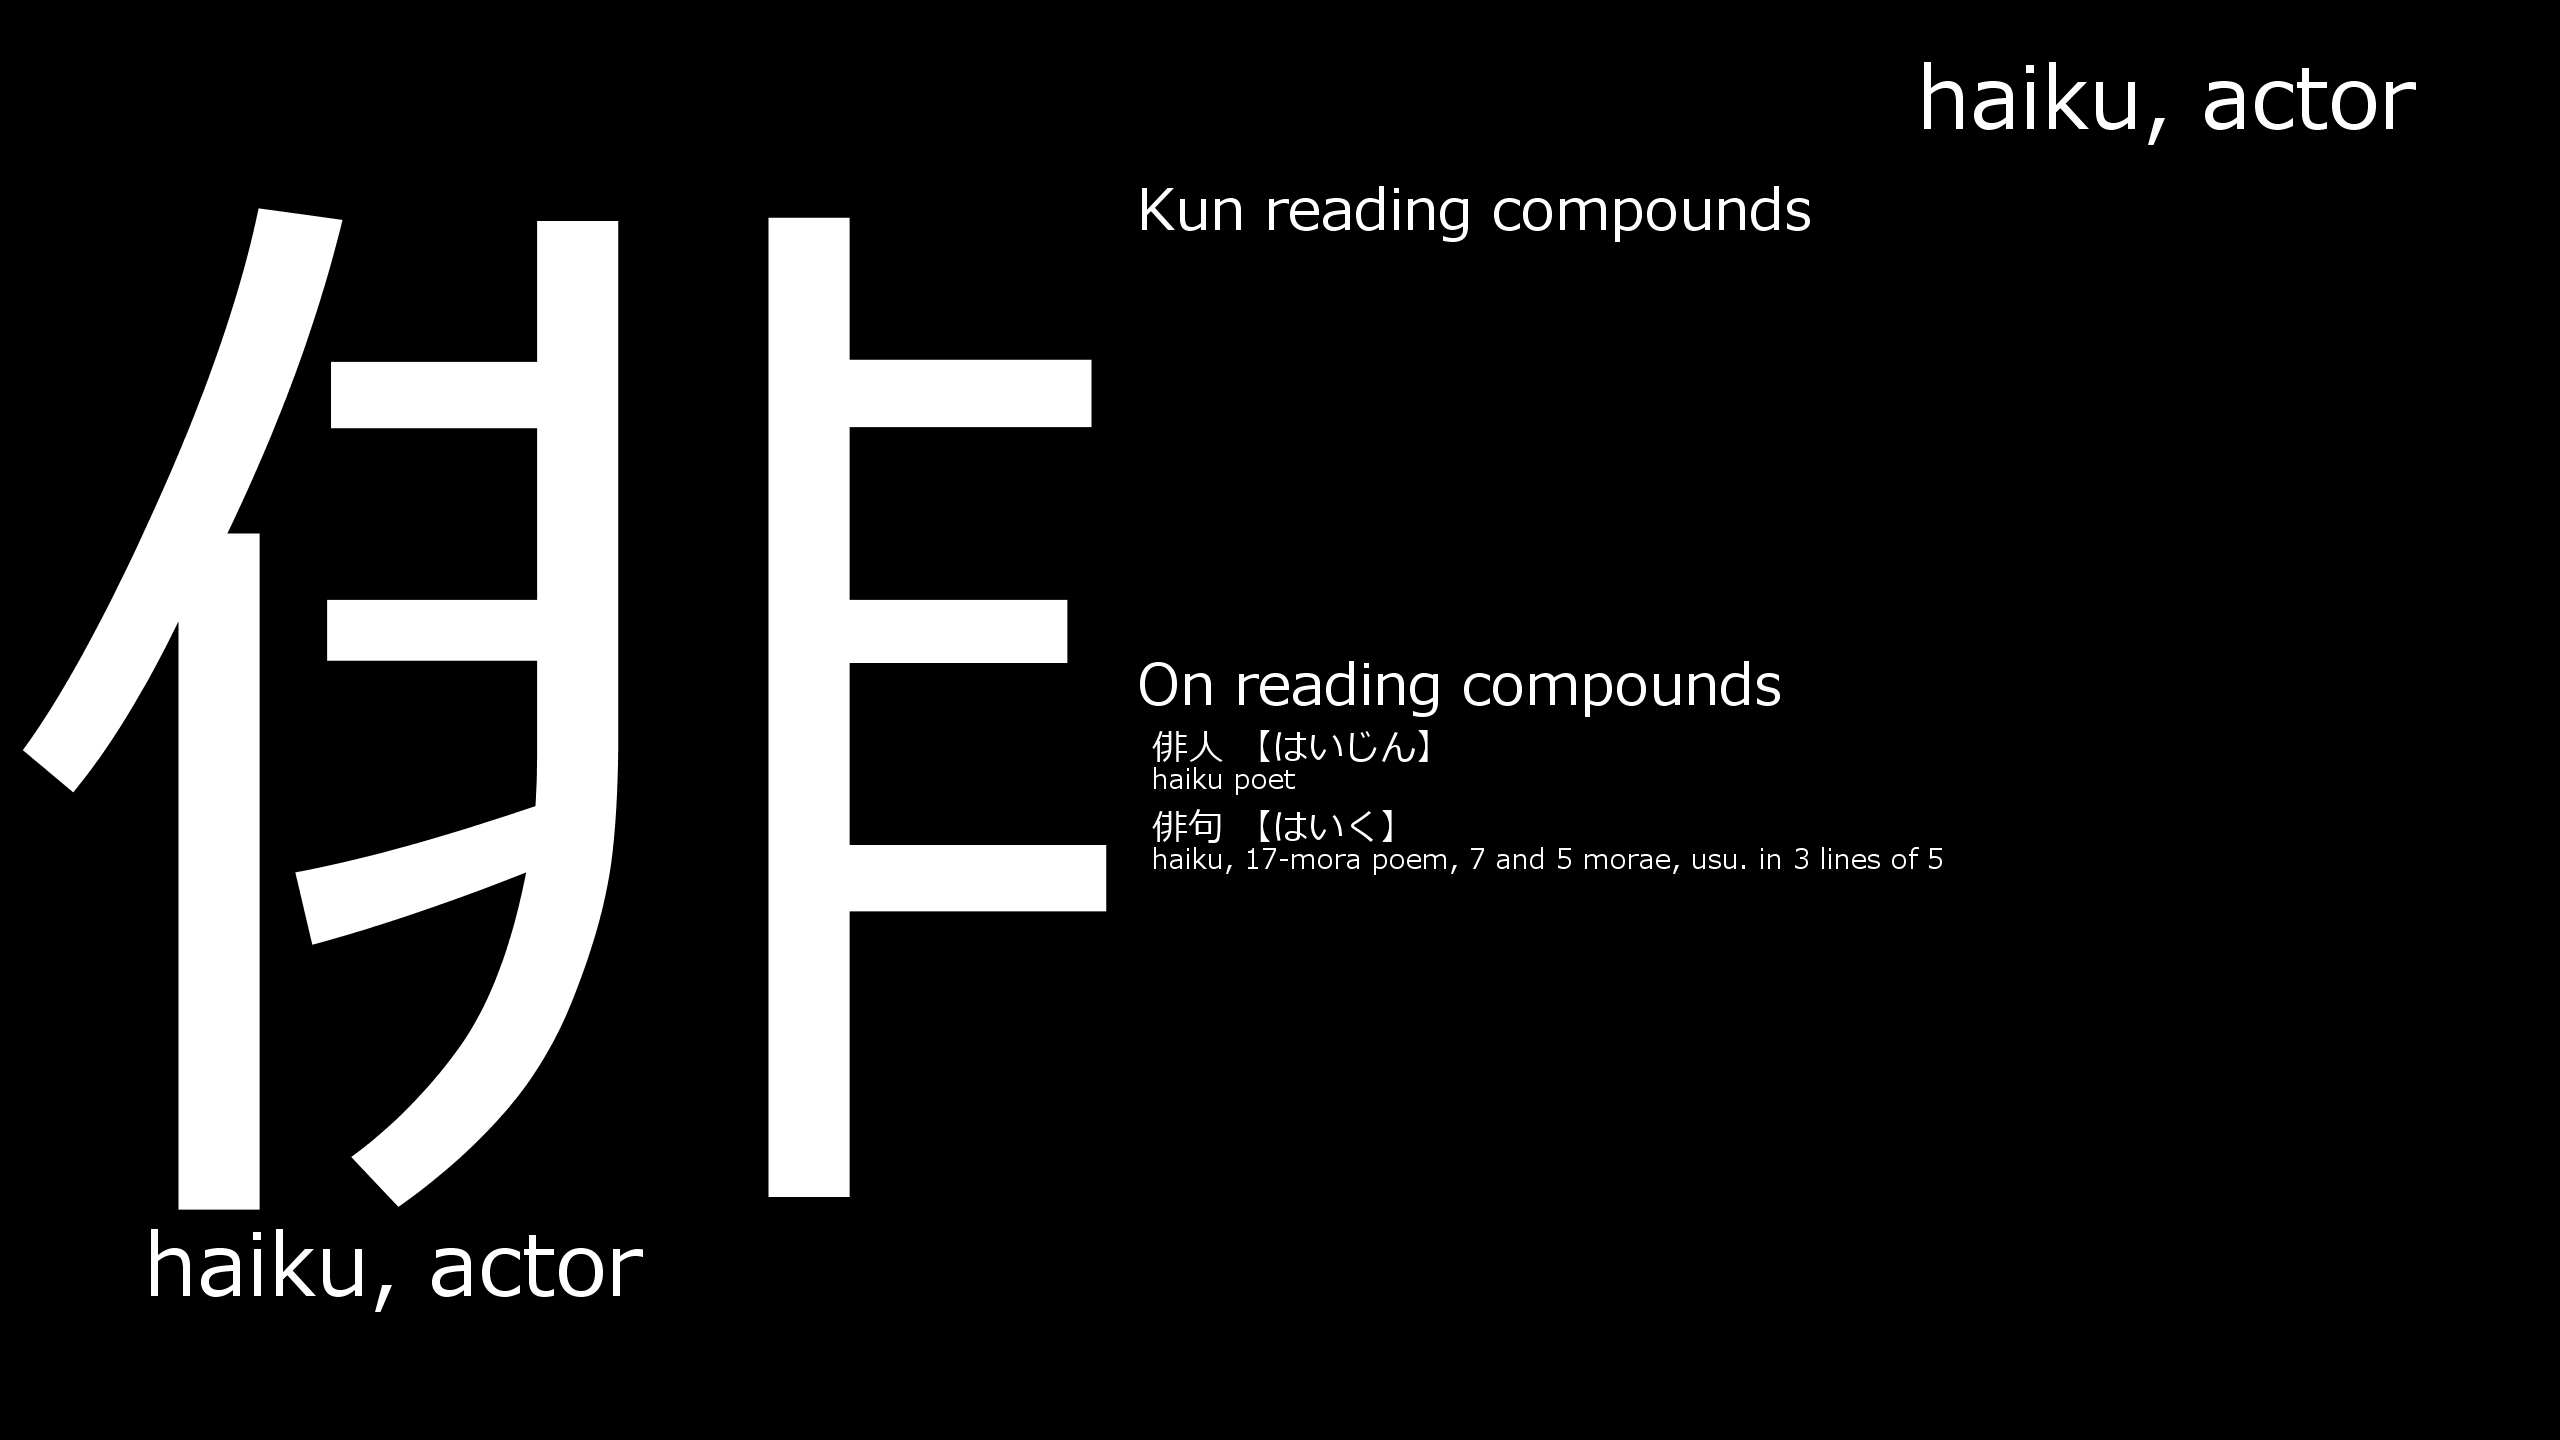 haiku, actor
俳
Kun reading compounds
On reading compounds
俳人 【はいじん】
haiku poet
俳句 【はいく】
haiku, 17-mora poem, 7 and 5 morae, usu. in 3 lines of 5
haiku, actor